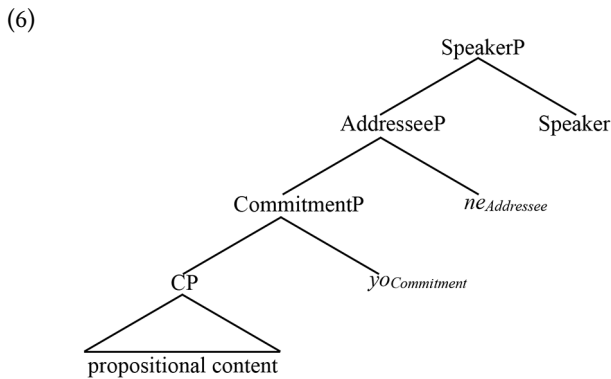 (6)
SpeakerP
AddresseeP Speaker
CommitmentP ne_Addressee
CP yo_Commitment
propositional content